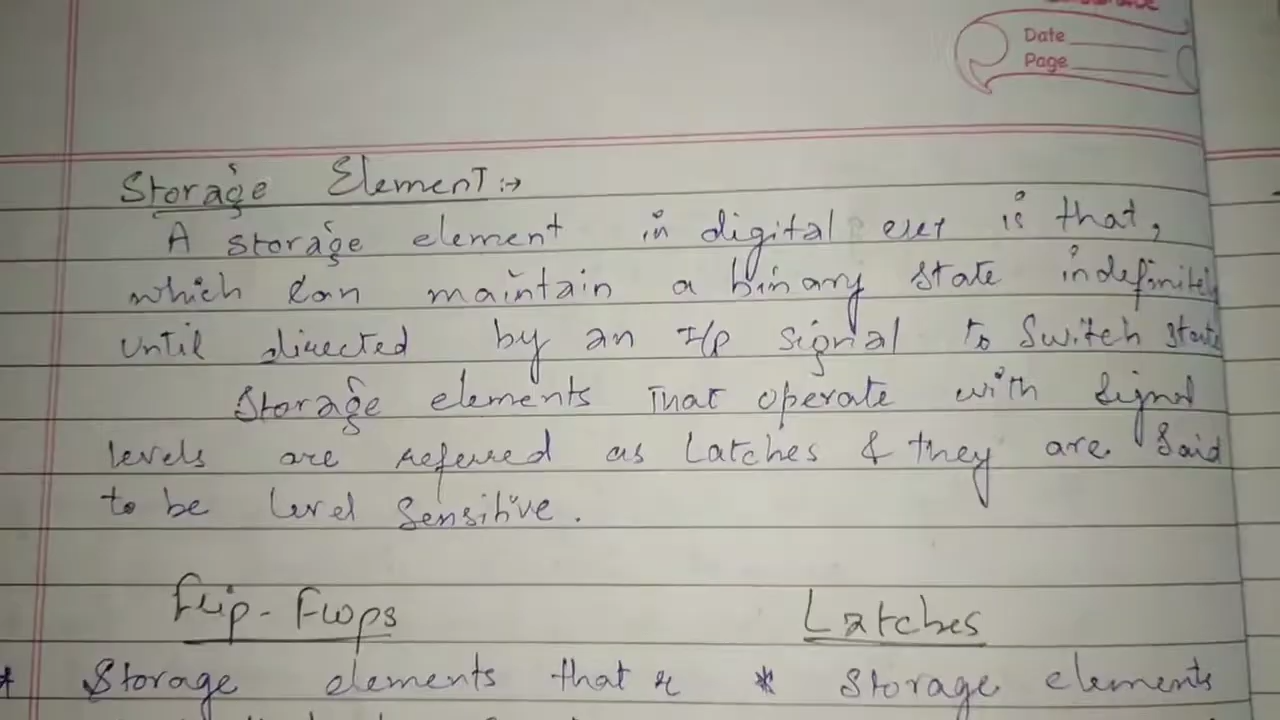 Date
Page
Storage Element :→
A storage element in digital ckt is that,
which can maintain a binary state indefinitely
until directed by an I/P signal to switch state
Storage elements that operate with signal
levels are referred as Latches & they are said
to be level sensitive.
Flip-Flops Latches
* Storage elements that * Storage elements